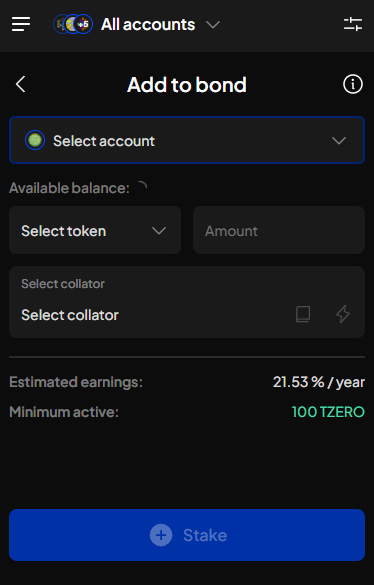 +5 All accounts
Add to bond
Select account
Available balance:
Select token
Amount
Select collator
Select collator
Estimated earnings: 21.53 % / year
Minimum active: 100 TZERO
Stake